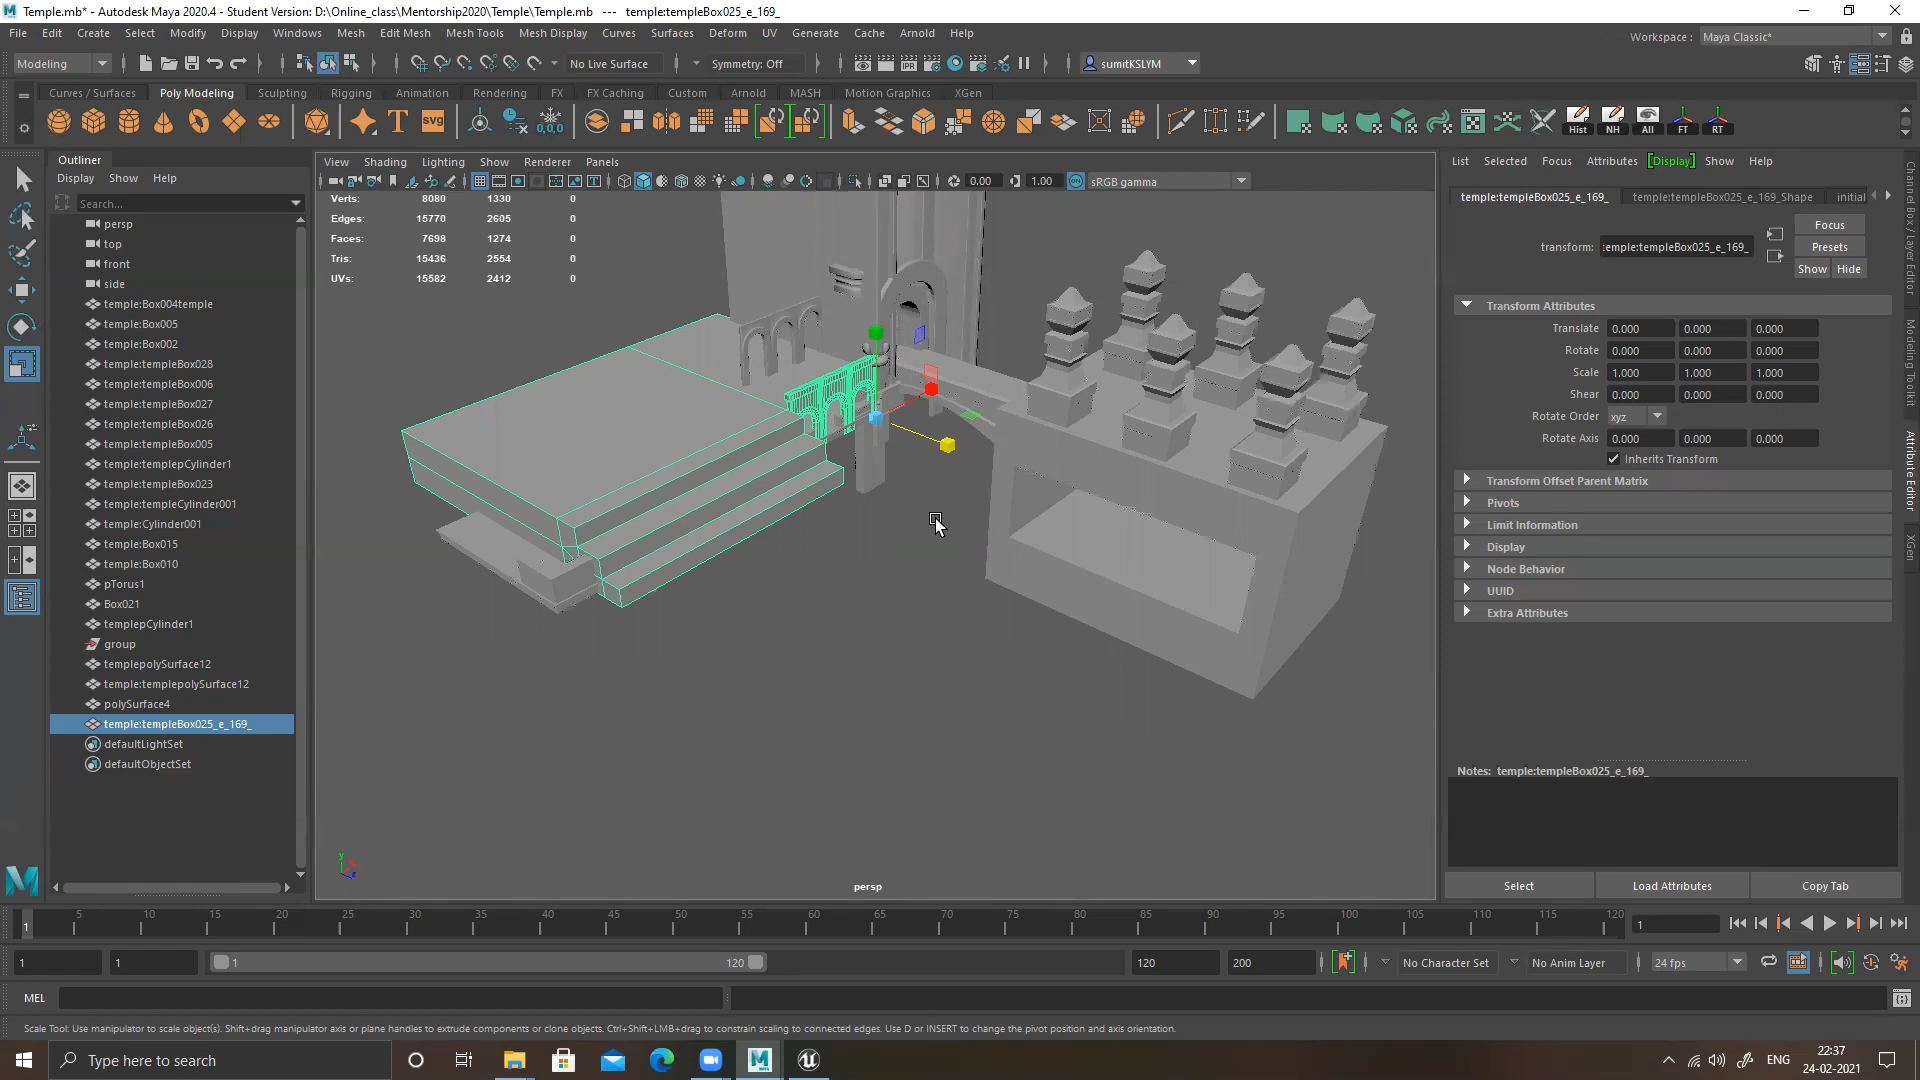 Temple.mb* - Autodesk Maya 2020.4 - Student Version: D:\Online_class\Mentorship2020\Temple\Temple.mb --- temple:templeBox025_e_169_
File Edit Create Select Modify Display Windows Mesh Edit Mesh Mesh Tools Mesh Display Curves Surfaces Deform UV Generate Cache Arnold Help
Workspace : Maya Classic*
Modeling No Live Surface Symmetry: Off sumitKSLYM
Curves / Surfaces Poly Modeling Sculpting Rigging Animation Rendering FX FX Caching Custom Arnold MASH Motion Graphics XGen
T svg 0,0,0 Hist NH All FT RT
Outliner
Display Show Help
Search...
persp
top
front
side
temple:Box004temple
temple:Box005
temple:Box002
temple:templeBox028
temple:templeBox006
temple:templeBox027
temple:templeBox026
temple:templeBox005
temple:templepCylinder1
temple:templeBox023
temple:templeCylinder001
temple:Cylinder001
temple:Box015
temple:Box010
pTorus1
Box021
templepCylinder1
group
templepolySurface12
temple:templepolySurface12
polySurface4
temple:templeBox025_e_169_
defaultLightSet
defaultObjectSet
View Shading Lighting Show Renderer Panels
0.00 1.00 sRGB gamma
Verts: 8080 1330 0
Edges: 15770 2605 0
Faces: 7698 1274 0
Tris: 15436 2554 0
UVs: 15582 2412 0
persp
List Selected Focus Attributes [Display] Show Help
temple:templeBox025_e_169_ temple:templeBox025_e_169_Shape initial
transform: :emple:templeBox025_e_169_
Focus
Presets
Show Hide
Transform Attributes
Translate 0.000 0.000 0.000
Rotate 0.000 0.000 0.000
Scale 1.000 1.000 1.000
Shear 0.000 0.000 0.000
Rotate Order xyz
Rotate Axis 0.000 0.000 0.000
Inherits Transform
Transform Offset Parent Matrix
Pivots
Limit Information
Display
Node Behavior
UUID
Extra Attributes
Notes: temple:templeBox025_e_169_
Select Load Attributes Copy Tab
Channel Box / Layer Editor
Modeling Toolkit
Attribute Editor
XGen
1 5 10 15 20 25 30 35 40 45 50 55 60 65 70 75 80 85 90 95 100 105 110 115 120 1
1 1 1 120 120 200 No Character Set No Anim Layer 24 fps
MEL
Scale Tool: Use manipulator to scale object(s). Shift+drag manipulator axis or plane handles to extrude components or clone objects. Ctrl+Shift+LMB+drag to constrain scaling to connected edges. Use D or INSERT to change the pivot position and axis orientation.
Type here to search
ENG
22:37
24-02-2021